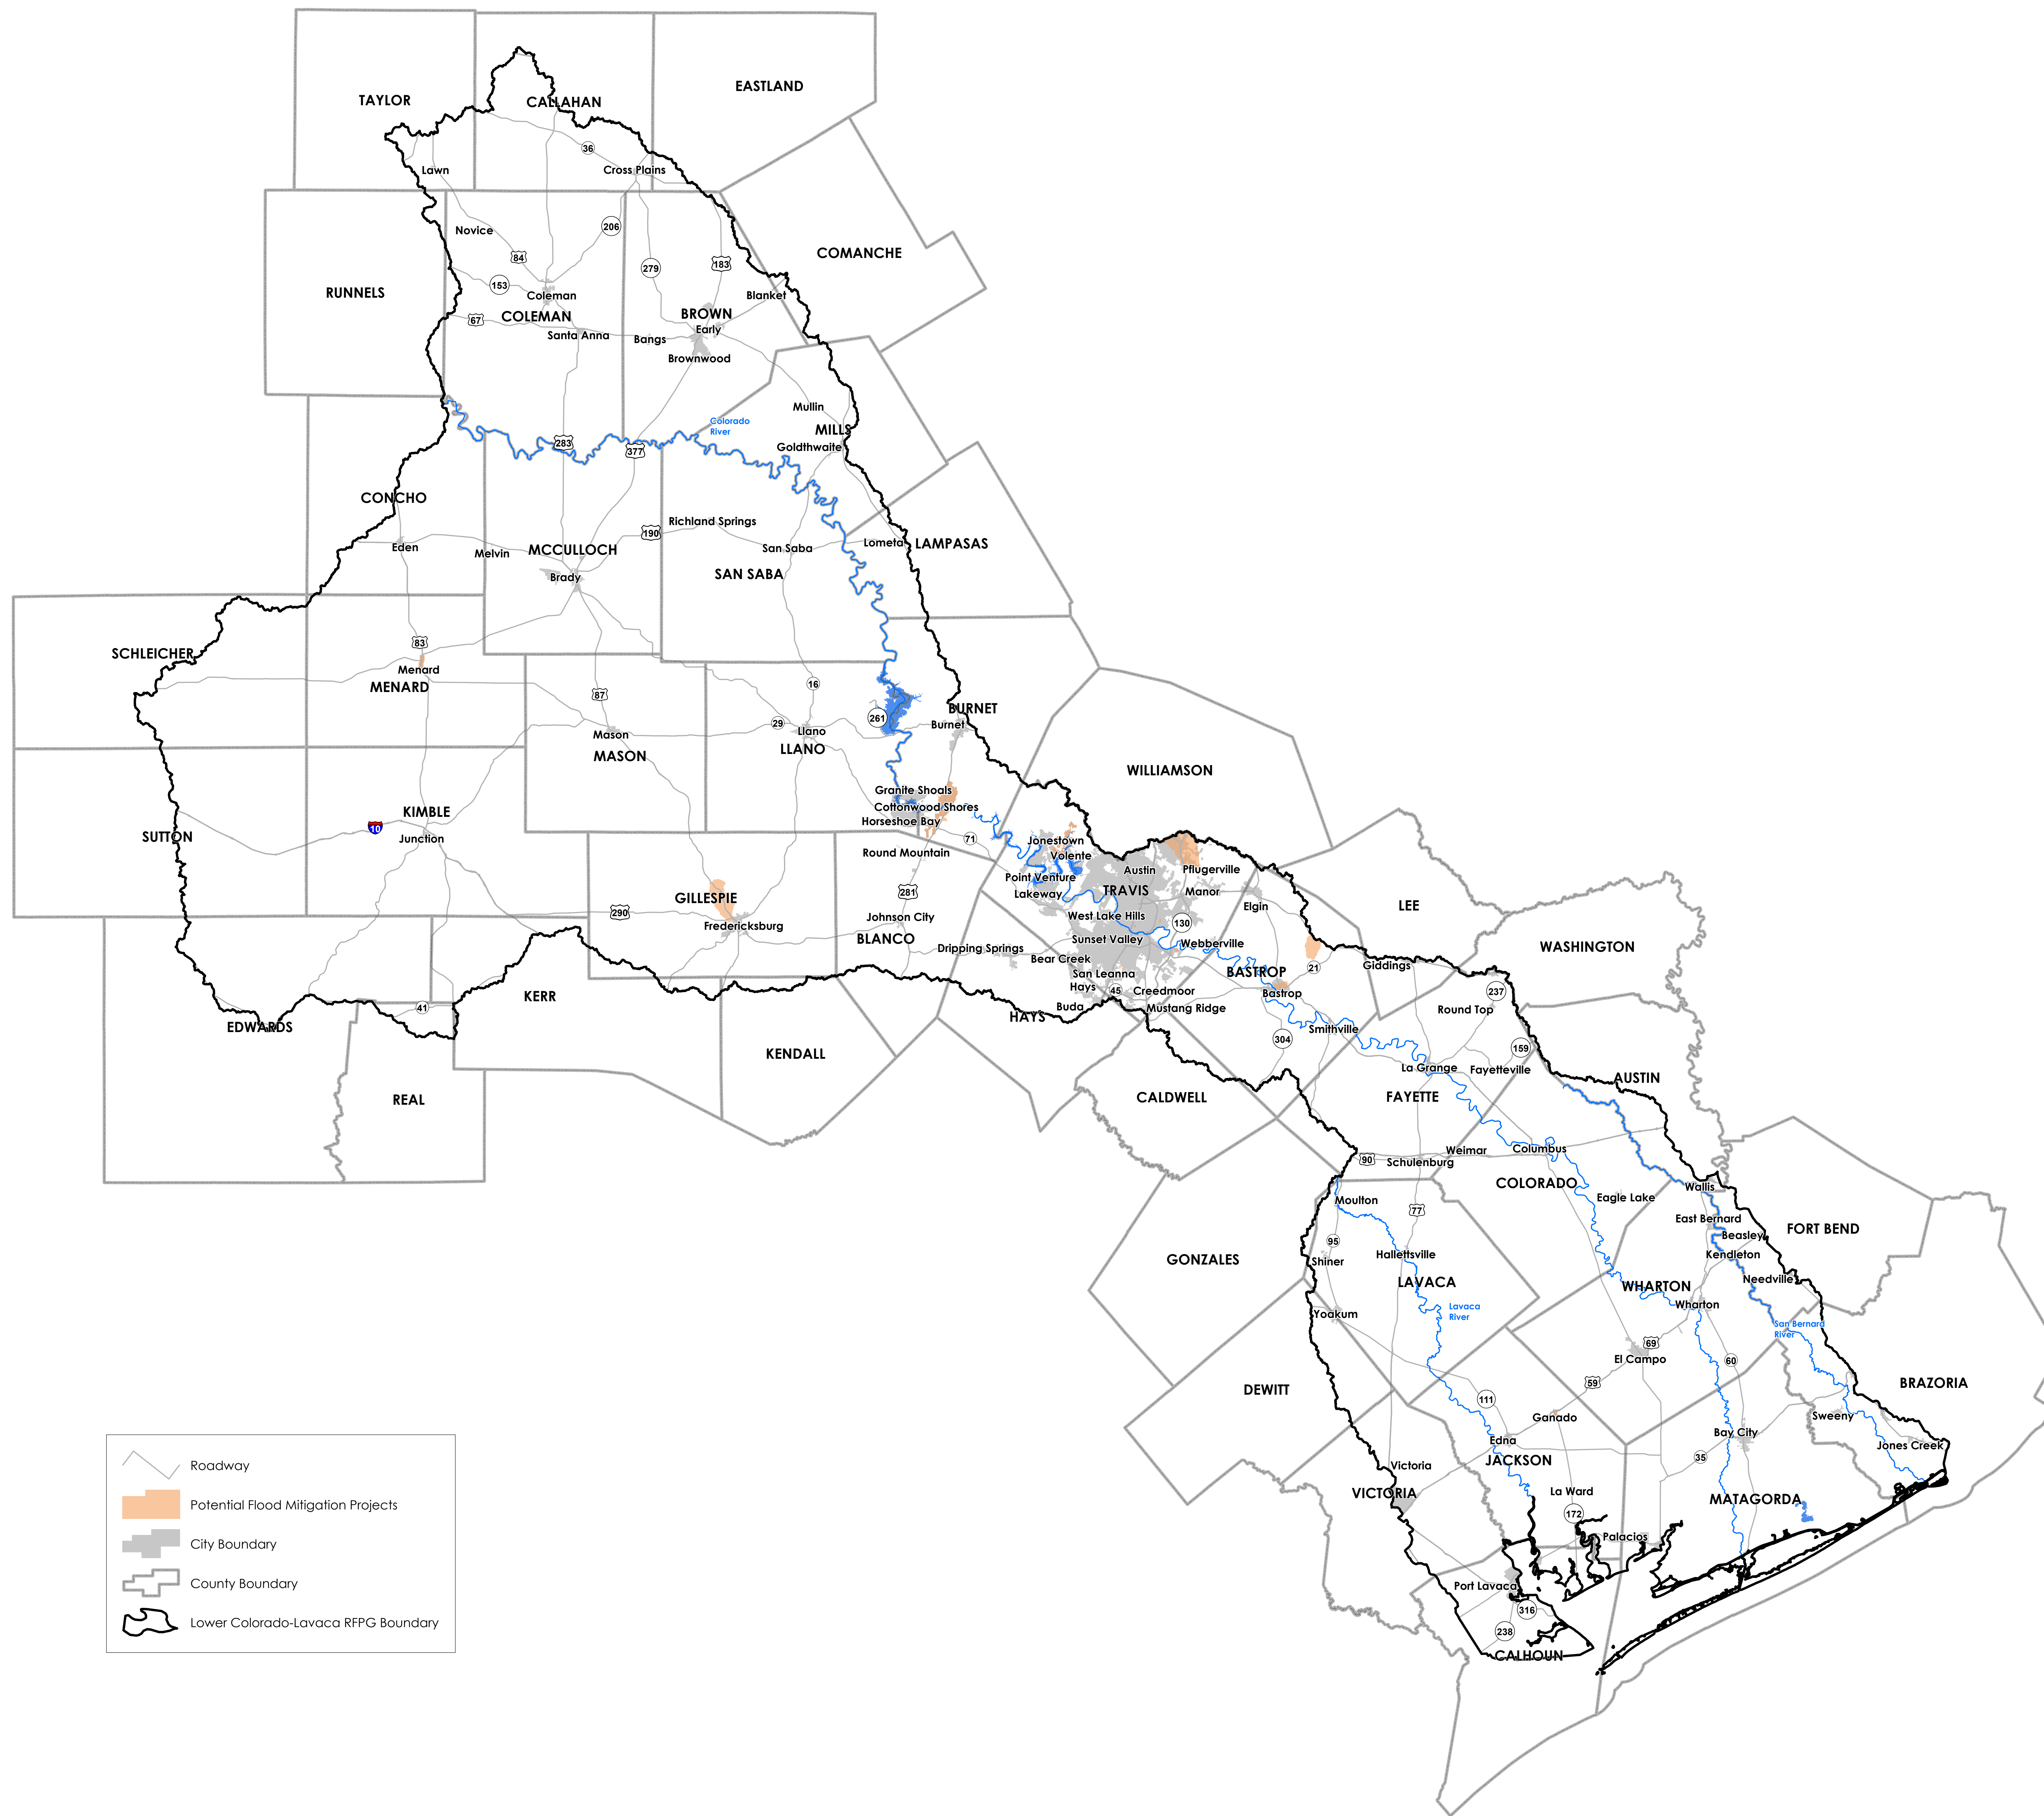 EASTLAND
TAYLOR
CALLAHAN
36
Lawn
Cross Plains
206
Novice
COMANCHE
84
183
279
153
RUNNELS
Coleman
Blanket
BROWN
COLEMAN
67
Early
Santa Anna
Bangs
Brownwood
Mullin
Colorado
River
MILLS
283
Goldthwaite
377
CONCHO
Richland Springs
190
Lometa
LAMPASAS
Eden
San Saba
MCCULLOCH
Melvin
SAN SABA
Brady
83
SCHLEICHER
Menard
MENARD
16
87
BURNET
261
29
Burnet
Llano
Mason
LLANO
MASON
WILLIAMSON
Granite Shoals
Cottonwood Shores
KIMBLE
Horseshoe Bay
10
SUTTON
Junction
71
Jonestown
Round Mountain
Volente
Austin
Pflugerville
Point Venture
TRAVIS
281
Manor
Lakeway
GILLESPIE
LEE
Elgin
290
Johnson City
West Lake Hills
130
Fredericksburg
BLANCO
Sunset Valley
Webberville
WASHINGTON
Dripping Springs
Bear Creek
Giddings
21
BASTROP
San Leanna
Hays
45
Creedmoor
Bastrop
237
KERR
Buda
Mustang Ridge
41
Round Top
HAYS
EDWARDS
Smithville
304
159
KENDALL
La Grange
Fayetteville
AUSTIN
REAL
CALDWELL
FAYETTE
Columbus
Weimar
90
Schulenburg
COLORADO
Wallis
Eagle Lake
Moulton
77
East Bernard
FORT BEND
Beasley
95
Hallettsville
Kendleton
GONZALES
Shiner
Needville
LAVACA
WHARTON
Wharton
Lavaca
River
Yoakum
San Bernard
River
69
El Campo
60
BRAZORIA
DEWITT
59
111
Ganado
Sweeny
Bay City
Edna
Jones Creek
35
JACKSON
Victoria
VICTORIA
La Ward
MATAGORDA
172
Palacios
Port Lavaca
316
238
CALHOUN
Roadway
Potential Flood Mitigation Projects
City Boundary
County Boundary
Lower Colorado-Lavaca RFPG Boundary